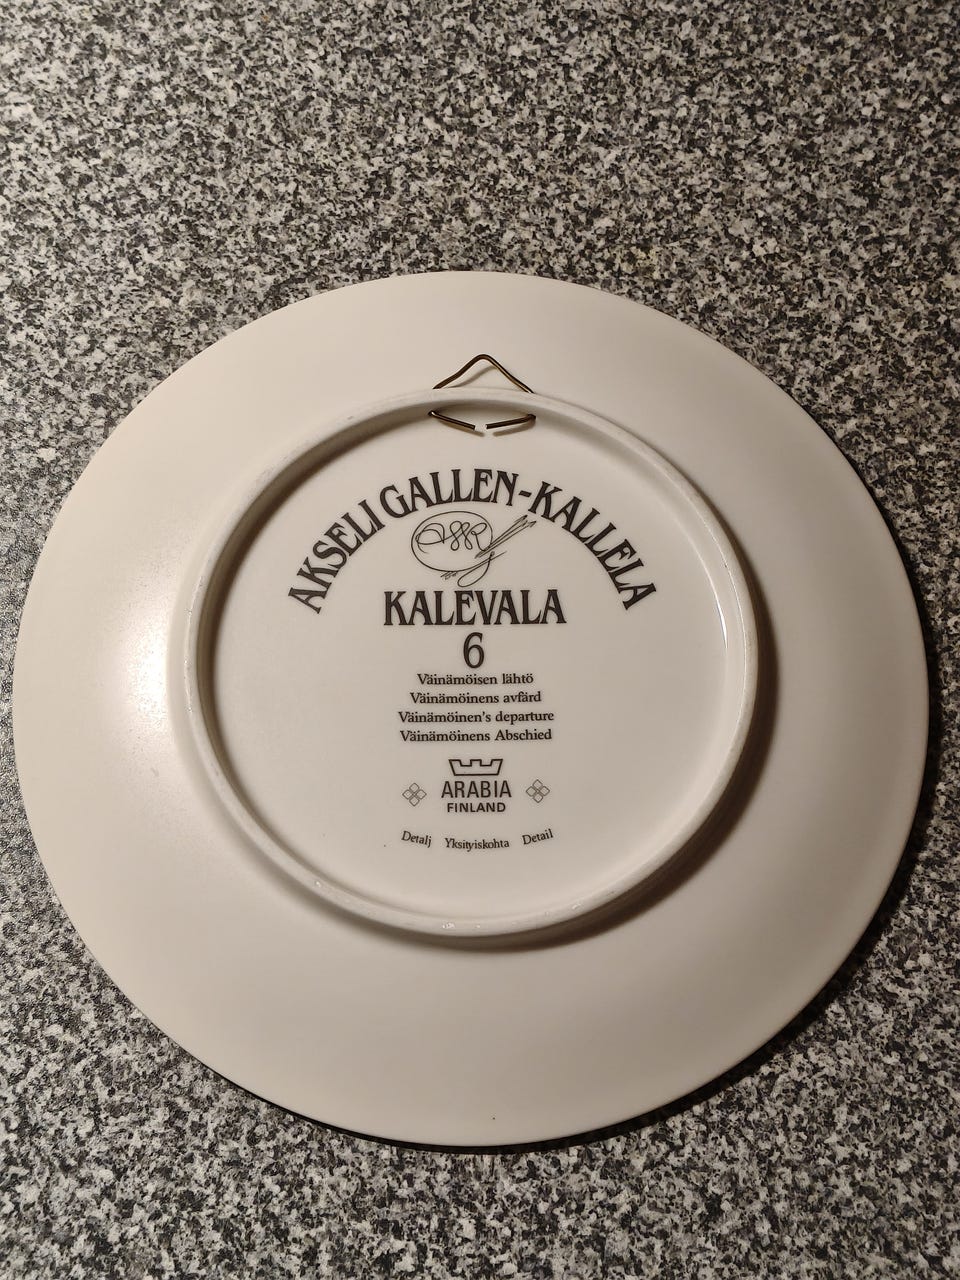 AKSELI GALLEN-KALLELA
KALEVALA
6
Väinämöisen lähtö
Väinämöinens avfärd
Väinämöinen's departure
Väinämöinens Abschied
ARABIA
FINLAND
Detalj Yksityiskohta Detail